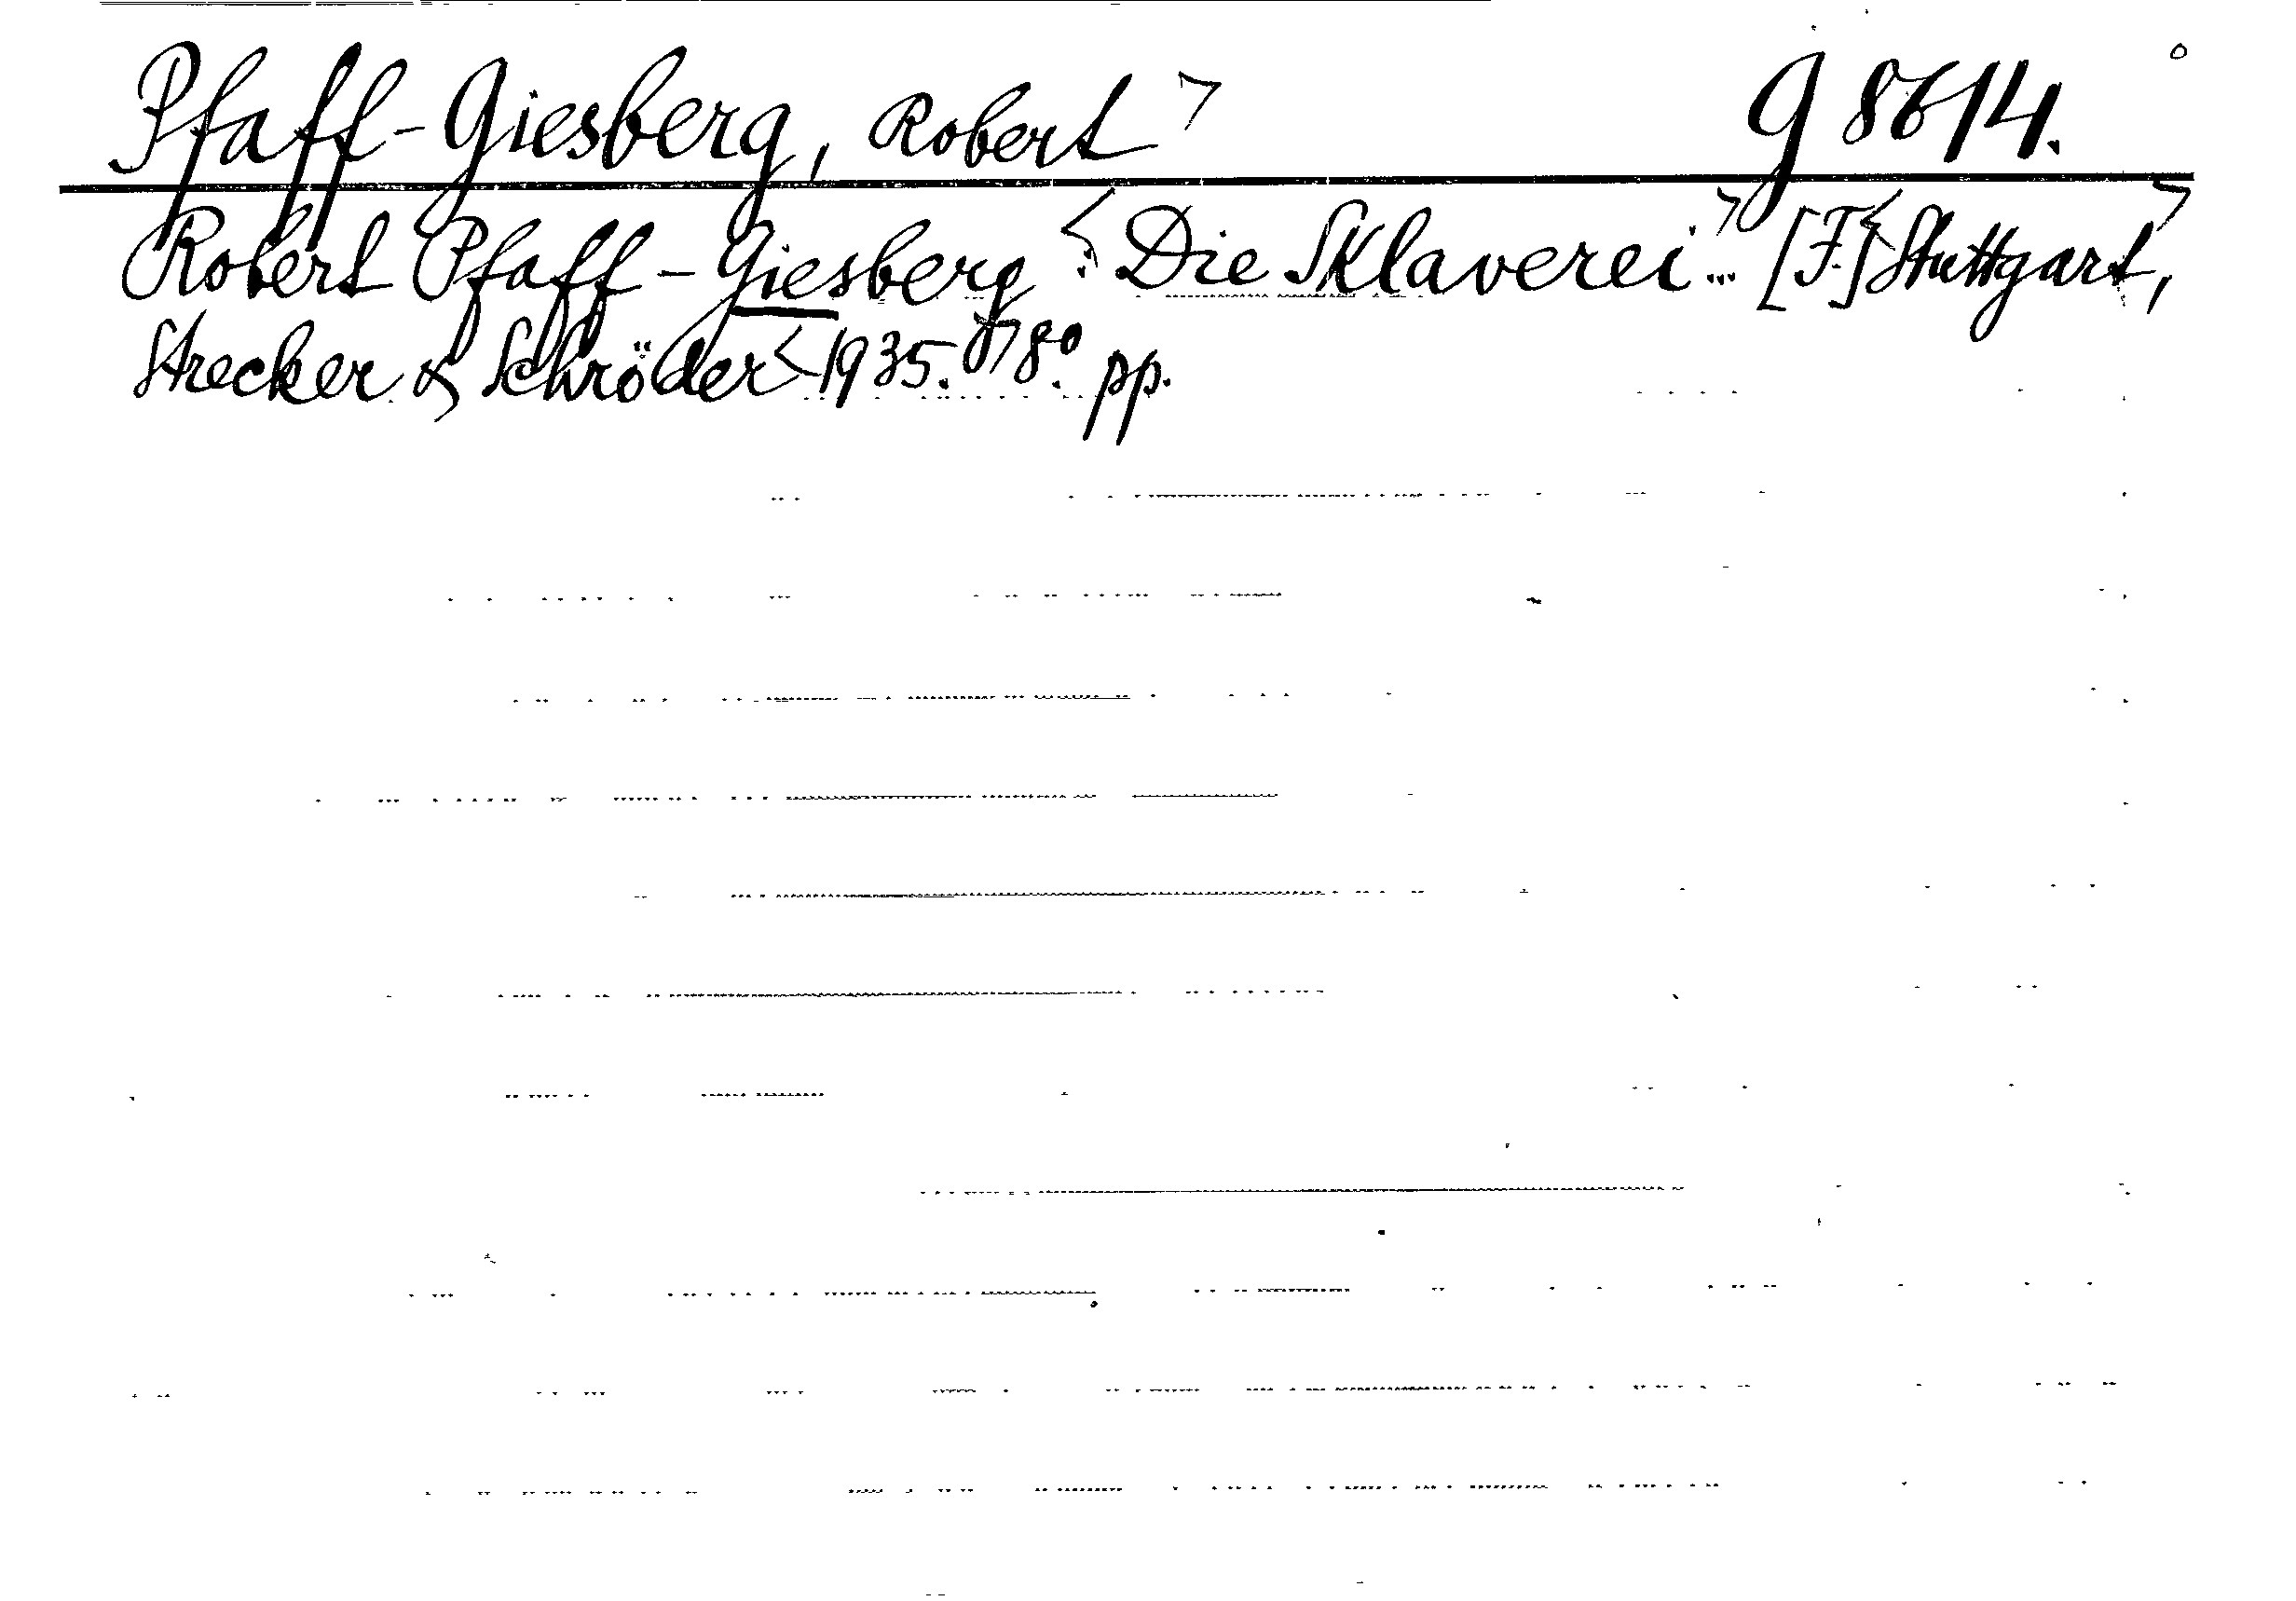 Pfaff-Giesberg, Robert> g 8614.
Robert Pfaff-Giesberg <: Die Sklaverei...> [F.] <Stuttgart>,
Strecker & Schröder < 1935.> 8°. pp.